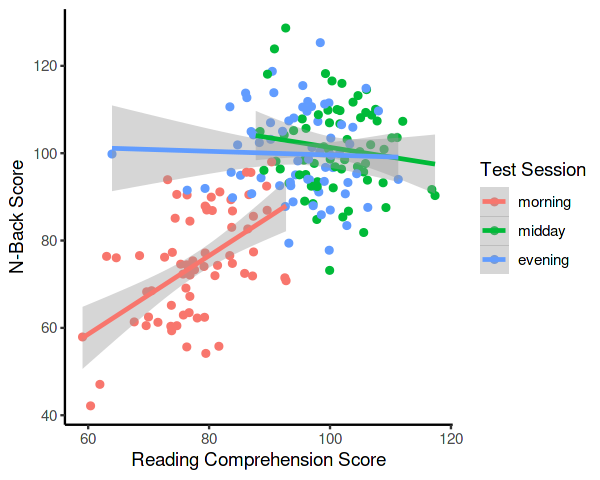 120
100
80
60
40
N-Back Score
60 80 100 120
Reading Comprehension Score
Test Session
morning
midday
evening